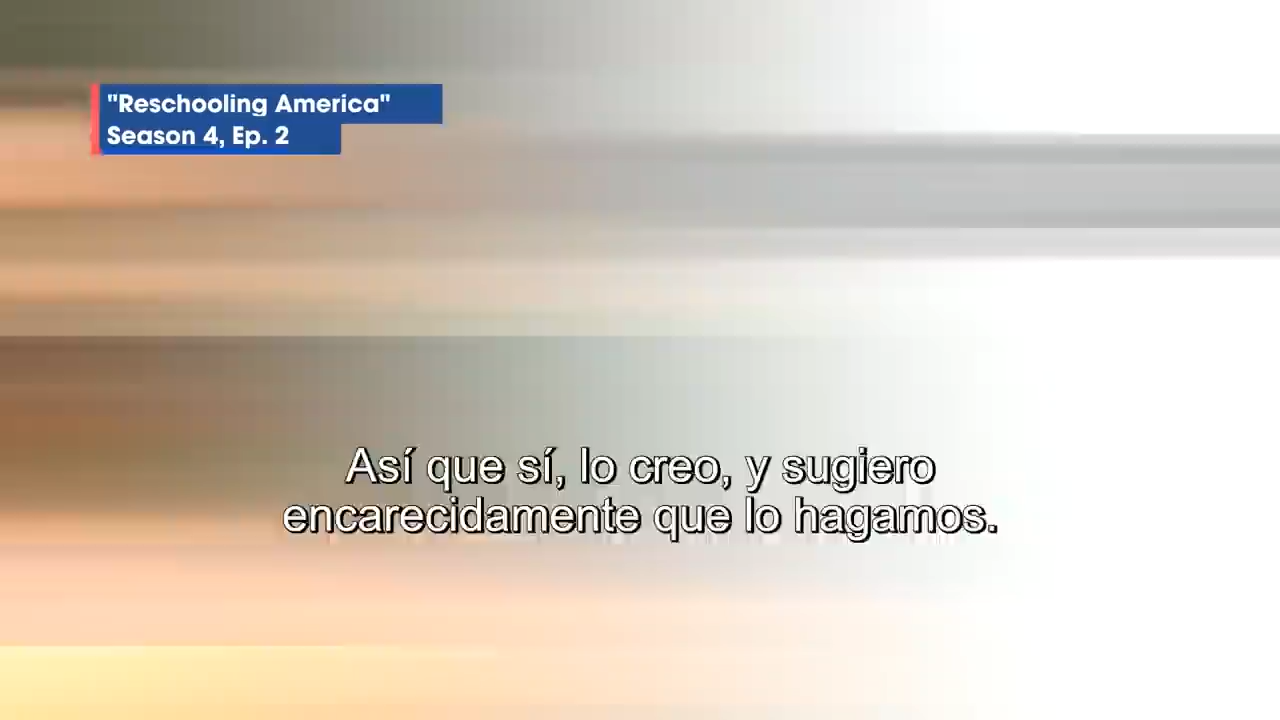 "Reschooling America"
Season 4, Ep. 2
Así que sí, lo creo, y sugiero
encarecidamente que lo hagamos.